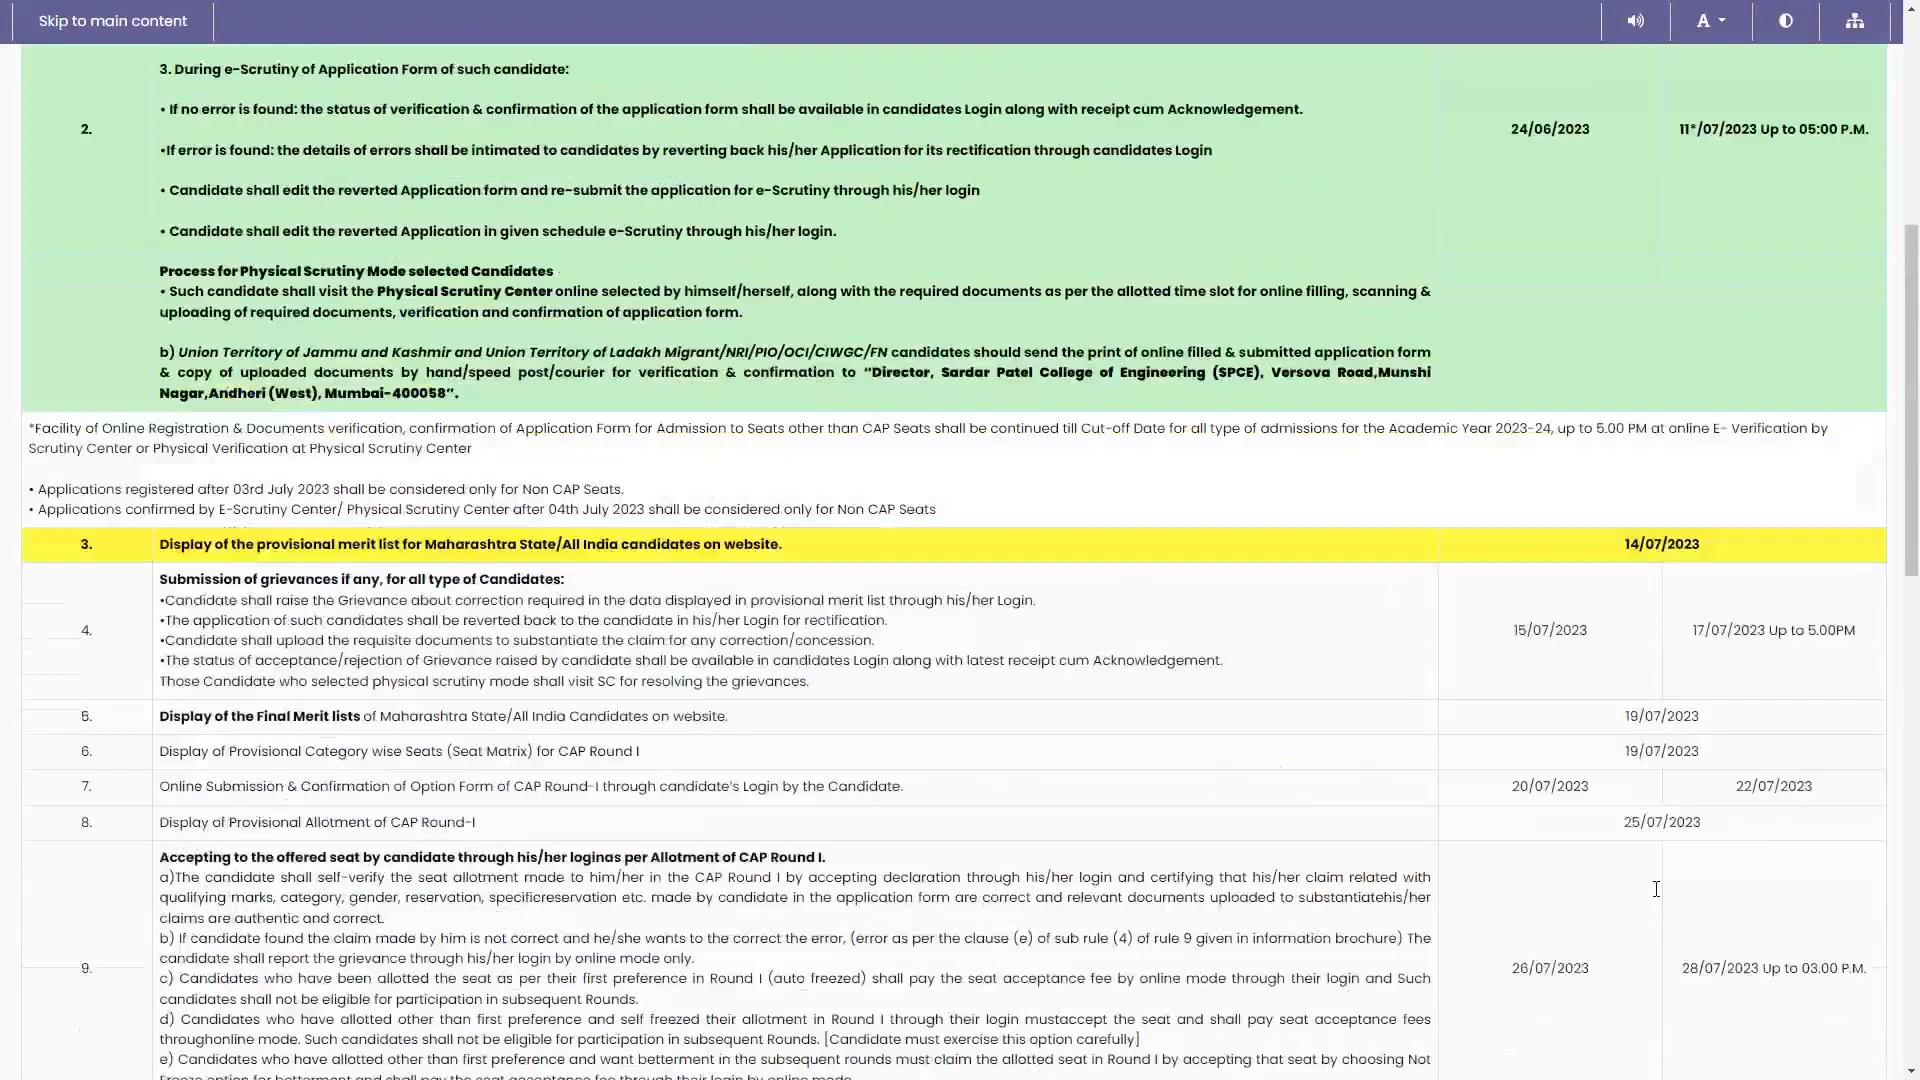 Skip to main content
A
3. During e-Scrutiny of Application Form of such candidate:
• If no error is found: the status of verification & confirmation of the application form shall be available in candidates Login along with receipt cum Acknowledgement.
2.
24/06/2023
11*/07/2023 Up to 05:00 P.M.
•If error is found: the details of errors shall be intimated to candidates by reverting back his/her Application for its rectification through candidates Login
• Candidate shall edit the reverted Application form and re-submit the application for e-Scrutiny through his/her login
• Candidate shall edit the reverted Application in given schedule e-Scrutiny through his/her login.
Process for Physical Scrutiny Mode selected Candidates
• Such candidate shall visit the Physical Scrutiny Center online selected by himself/herself, along with the required documents as per the allotted time slot for online filling, scanning &
uploading of required documents, verification and confirmation of application form.
b) Union Territory of Jammu and Kashmir and Union Territory of Ladakh Migrant/NRI/PIO/OCI/CIWGC/FN candidates should send the print of online filled & submitted application form
& copy of uploaded documents by hand/speed post/courier for verification & confirmation to “Director, Sardar Patel College of Engineering (SPCE), Versova Road,Munshi
Nagar,Andheri (West), Mumbai-400058”.
*Facility of Online Registration & Documents verification, confirmation of Application Form for Admission to Seats other than CAP Seats shall be continued till Cut-off Date for all type of admissions for the Academic Year 2023-24, up to 5.00 PM at online E- Verification by
Scrutiny Center or Physical Verification at Physical Scrutiny Center
• Applications registered after 03rd July 2023 shall be considered only for Non CAP Seats.
• Applications confirmed by E-Scrutiny Center/ Physical Scrutiny Center after 04th July 2023 shall be considered only for Non CAP Seats
3.
Display of the provisional merit list for Maharashtra State/All India candidates on website.
14/07/2023
Submission of grievances if any, for all type of Candidates:
•Candidate shall raise the Grievance about correction required in the data displayed in provisional merit list through his/her Login.
•The application of such candidates shall be reverted back to the candidate in his/her Login for rectification.
4.
15/07/2023
17/07/2023 Up to 5.00PM
•Candidate shall upload the requisite documents to substantiate the claim for any correction/concession.
•The status of acceptance/rejection of Grievance raised by candidate shall be available in candidates Login along with latest receipt cum Acknowledgement.
Those Candidate who selected physical scrutiny mode shall visit SC for resolving the grievances.
5.
Display of the Final Merit lists of Maharashtra State/All India Candidates on website.
19/07/2023
6.
Display of Provisional Category wise Seats (Seat Matrix) for CAP Round I
19/07/2023
7.
Online Submission & Confirmation of Option Form of CAP Round-I through candidate's Login by the Candidate.
20/07/2023
22/07/2023
8.
Display of Provisional Allotment of CAP Round-I
25/07/2023
Accepting to the offered seat by candidate through his/her loginas per Allotment of CAP Round I.
a)The candidate shall self-verify the seat allotment made to him/her in the CAP Round I by accepting declaration through his/her login and certifying that his/her claim related with
qualifying marks, category, gender, reservation, specificreservation etc. made by candidate in the application form are correct and relevant documents uploaded to substantiatehis/her
claims are authentic and correct.
b) If candidate found the claim made by him is not correct and he/she wants to the correct the error, (error as per the clause (e) of sub rule (4) of rule 9 given in information brochure) The
candidate shall report the grievance through his/her login by online mode only.
9.
26/07/2023
28/07/2023 Up to 03.00 P.M.
c) Candidates who have been allotted the seat as per their first preference in Round I (auto freezed) shall pay the seat acceptance fee by online mode through their login and Such
candidates shall not be eligible for participation in subsequent Rounds.
d) Candidates who have allotted other than first preference and self freezed their allotment in Round I through their login mustaccept the seat and shall pay seat acceptance fees
throughonline mode. Such candidates shall not be eligible for participation in subsequent Rounds. [Candidate must exercise this option carefully]
e) Candidates who have allotted other than first preference and want betterment in the subsequent rounds must claim the allotted seat in Round I by accepting that seat by choosing Not
Freeze option for betterment and shall pay the seat acceptance fee through their login by online mode